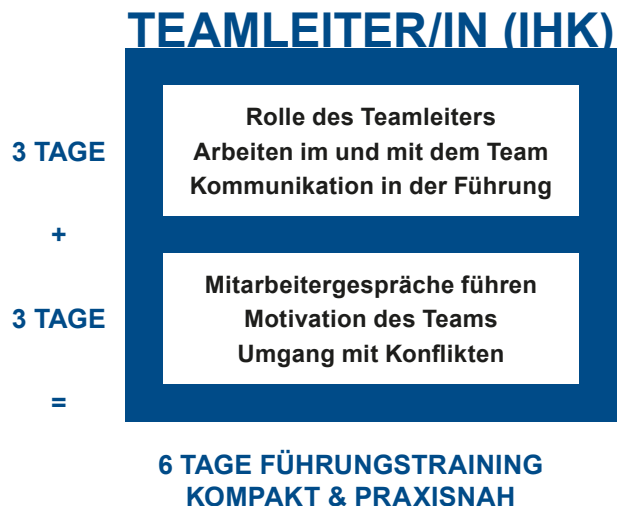 TEAMLEITER/IN (IHK)
3 TAGE
Rolle des Teamleiters
Arbeiten im und mit dem Team
Kommunikation in der Führung
+
3 TAGE
Mitarbeitergespräche führen
Motivation des Teams
Umgang mit Konflikten
=
6 TAGE FÜHRUNGSTRAINING
KOMPAKT & PRAXISNAH